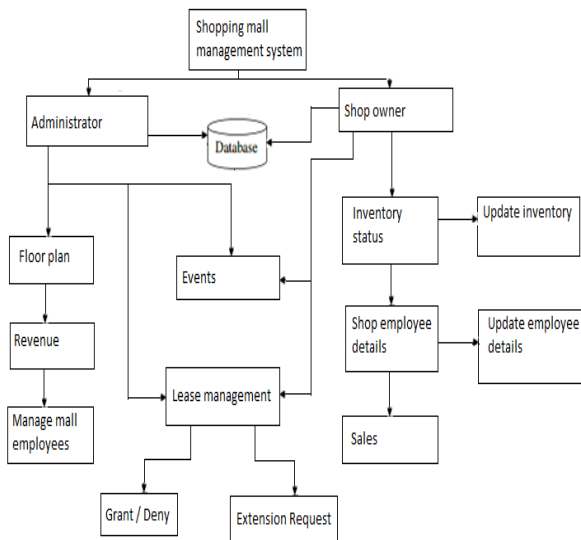 Shopping mall
management system
Administrator
Shop owner
Database
Inventory
status
Update inventory
Floor plan
Events
Shop employee
details
Update employee
details
Revenue
Lease management
Manage mall
employees
Sales
Grant / Deny
Extension Request